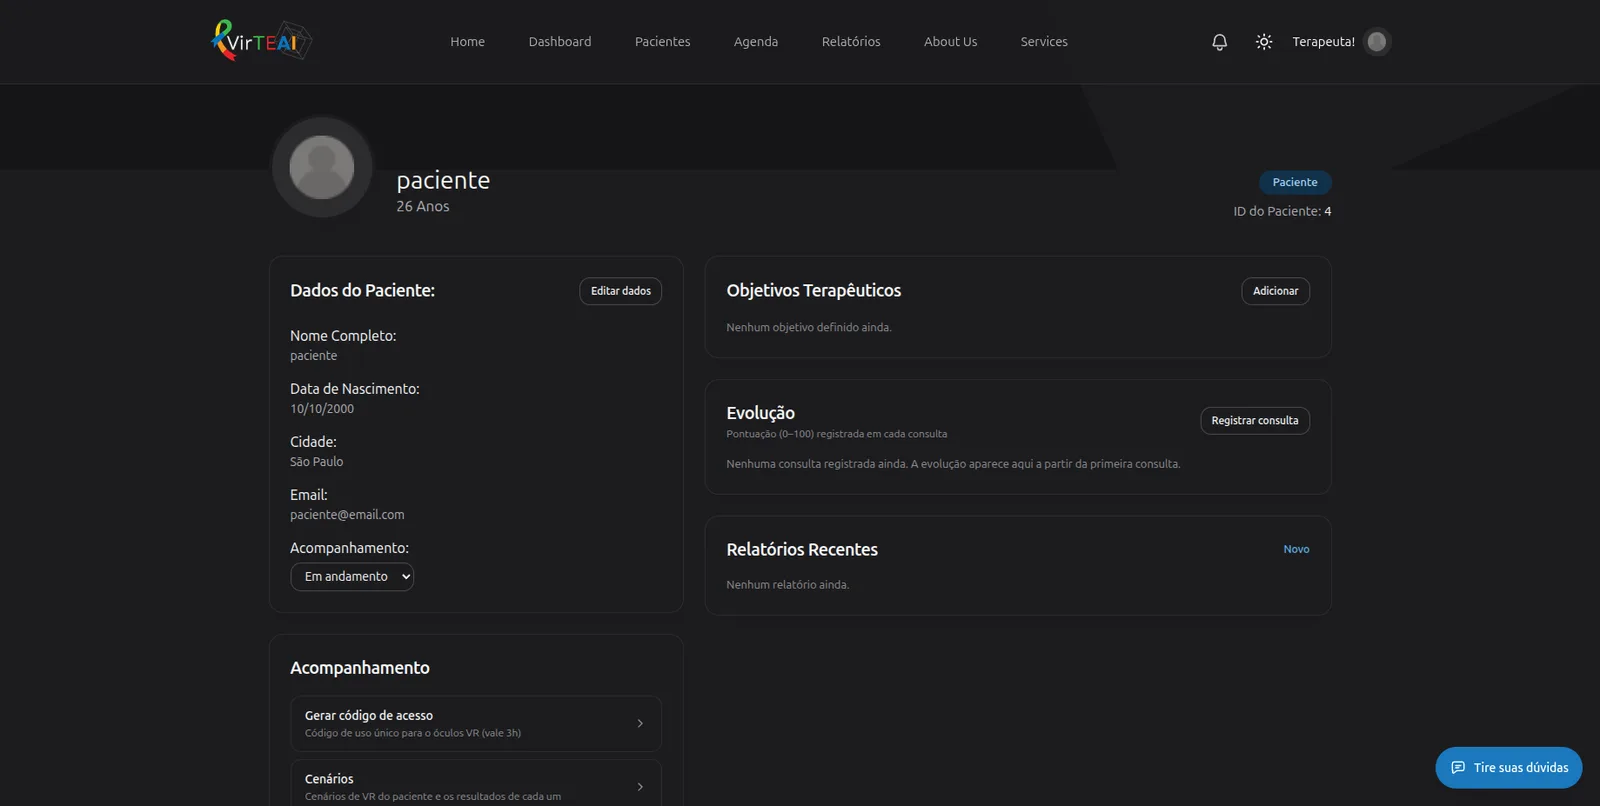 VirTEAI
Home
Dashboard
Pacientes
Agenda
Relatórios
About Us
Services
Terapeuta!
paciente
26 Anos
Paciente
ID do Paciente: 4
Dados do Paciente:
Editar dados
Nome Completo:
paciente
Data de Nascimento:
10/10/2000
Cidade:
São Paulo
Email:
paciente@email.com
Acompanhamento:
Em andamento
Acompanhamento
Gerar código de acesso
Código de uso único para o óculos VR (vale 3h)
Cenários
Cenários de VR do paciente e os resultados de cada um
Objetivos Terapêuticos
Adicionar
Nenhum objetivo definido ainda.
Evolução
Pontuação (0–100) registrada em cada consulta
Registrar consulta
Nenhuma consulta registrada ainda. A evolução aparece aqui a partir da primeira consulta.
Relatórios Recentes
Novo
Nenhum relatório ainda.
Tire suas dúvidas